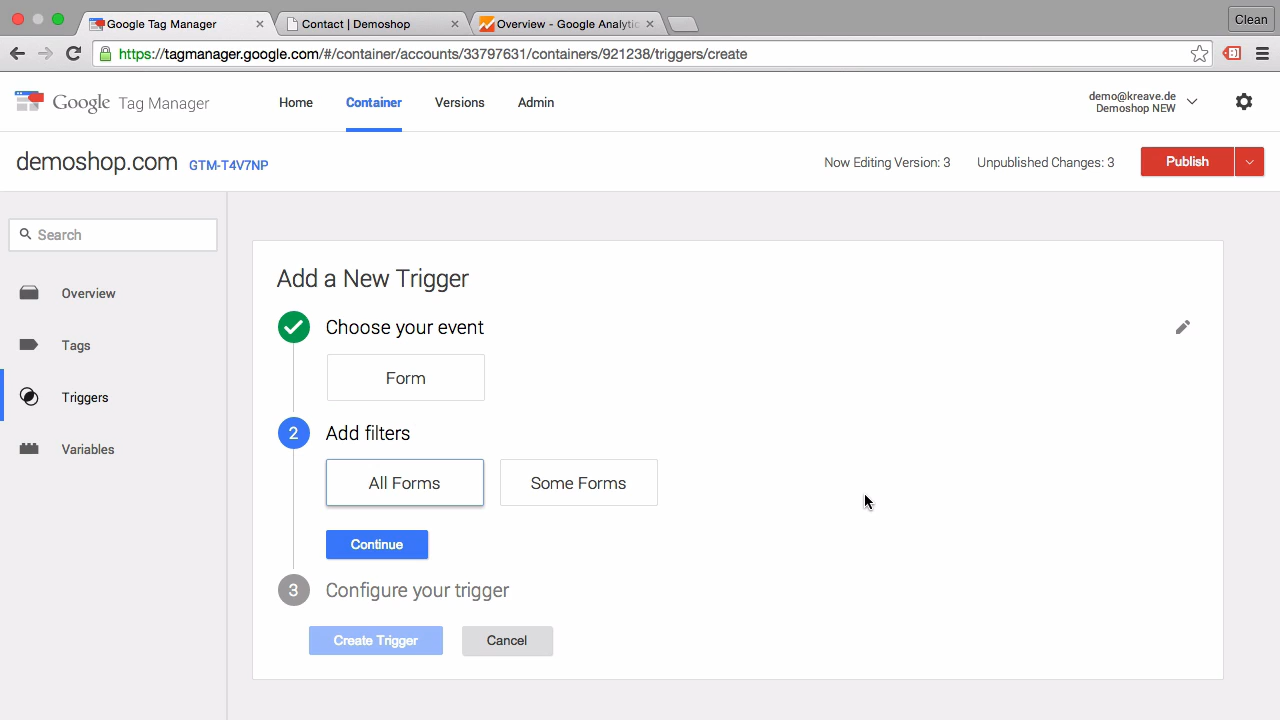 Google Tag Manager
Contact | Demoshop
Overview - Google Analytic
Clean
https://tagmanager.google.com/#/container/accounts/33797631/containers/921238/triggers/create
Google Tag Manager
Home
Container
Versions
Admin
demo@kreave.de
Demoshop NEW
demoshop.com GTM-T4V7NP
Now Editing Version: 3
Unpublished Changes: 3
Publish
Search
Overview
Tags
Triggers
Variables
Add a New Trigger
Choose your event
Form
2 Add filters
All Forms
Some Forms
Continue
3 Configure your trigger
Create Trigger
Cancel